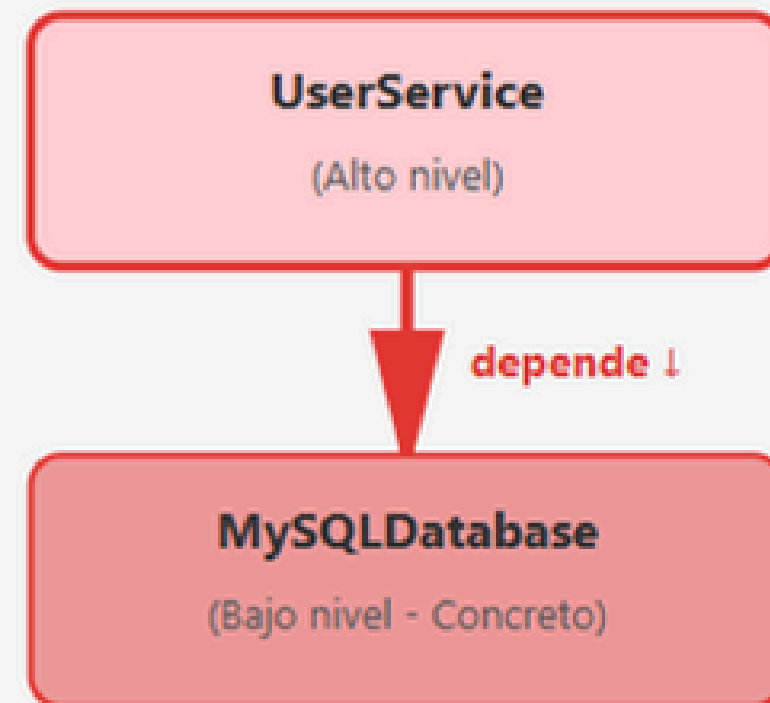 UserService
(Alto nivel)
depende ↓
MySQLDatabase
(Bajo nivel - Concreto)